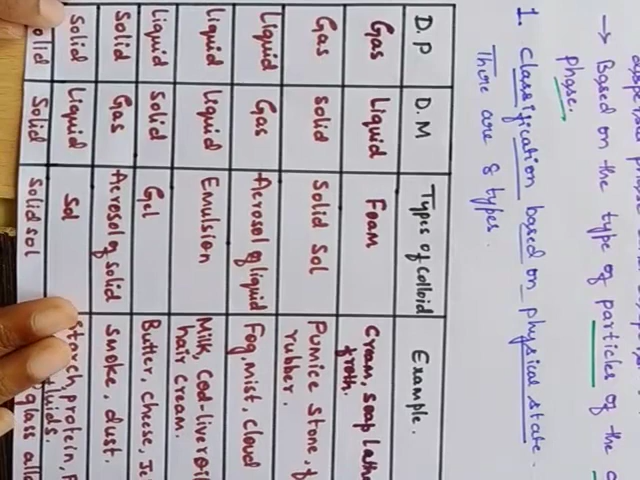 → Based on the type of particles of the
phase.
1. Classification based on physical state.
There are 8 types.
D.P D.M Types of colloid Example.
Gas Liquid Foam Cream, soap
froth.
Gas Solid Solid Sol Pumice stone,
rubber.
Liquid Gas Aerosol of liquid Fog, mist, cloud
Liquid Liquid Emulsion Milk, Cod-liver oil
hair cream.
Liquid Solid Gel Butter, cheese,
Solid Gas Aerosol of solid Smoke, dust.
Solid Liquid Sol Starch, protein,
fluids.
Solid Solid Solid sol glass